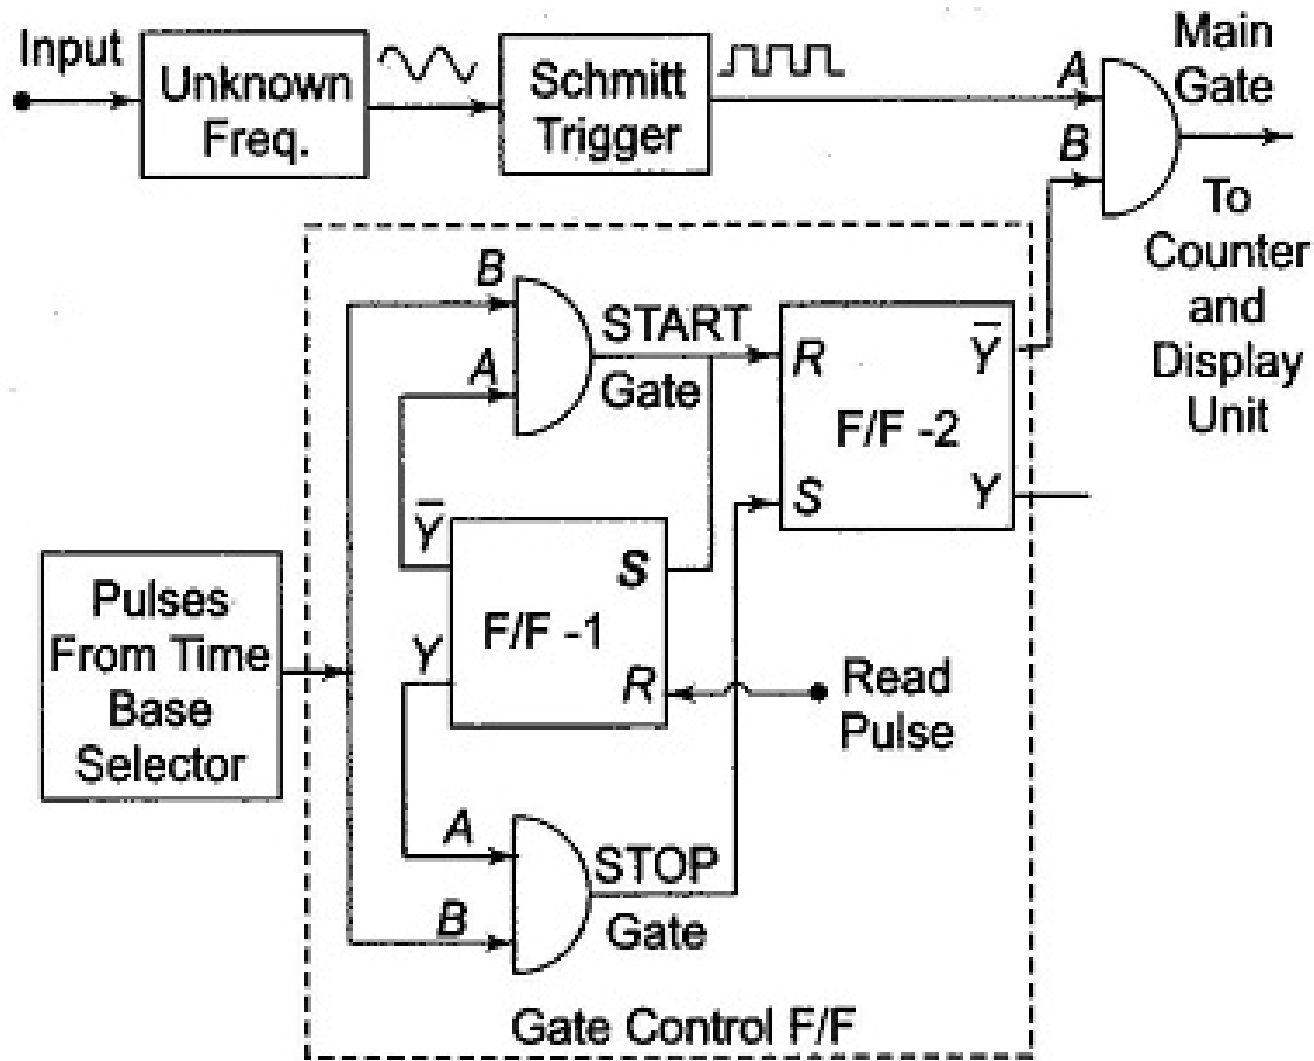 Input
Unknown
Freq.
Schmitt
Trigger
A
B
Main
Gate
To
Counter
and
Display
Unit
B
A
START
Gate
R
Y̅
F/F -2
S
Y
Y̅
S
F/F -1
Y
R
Read
Pulse
Pulses
From Time
Base
Selector
A
B
STOP
Gate
Gate Control F/F